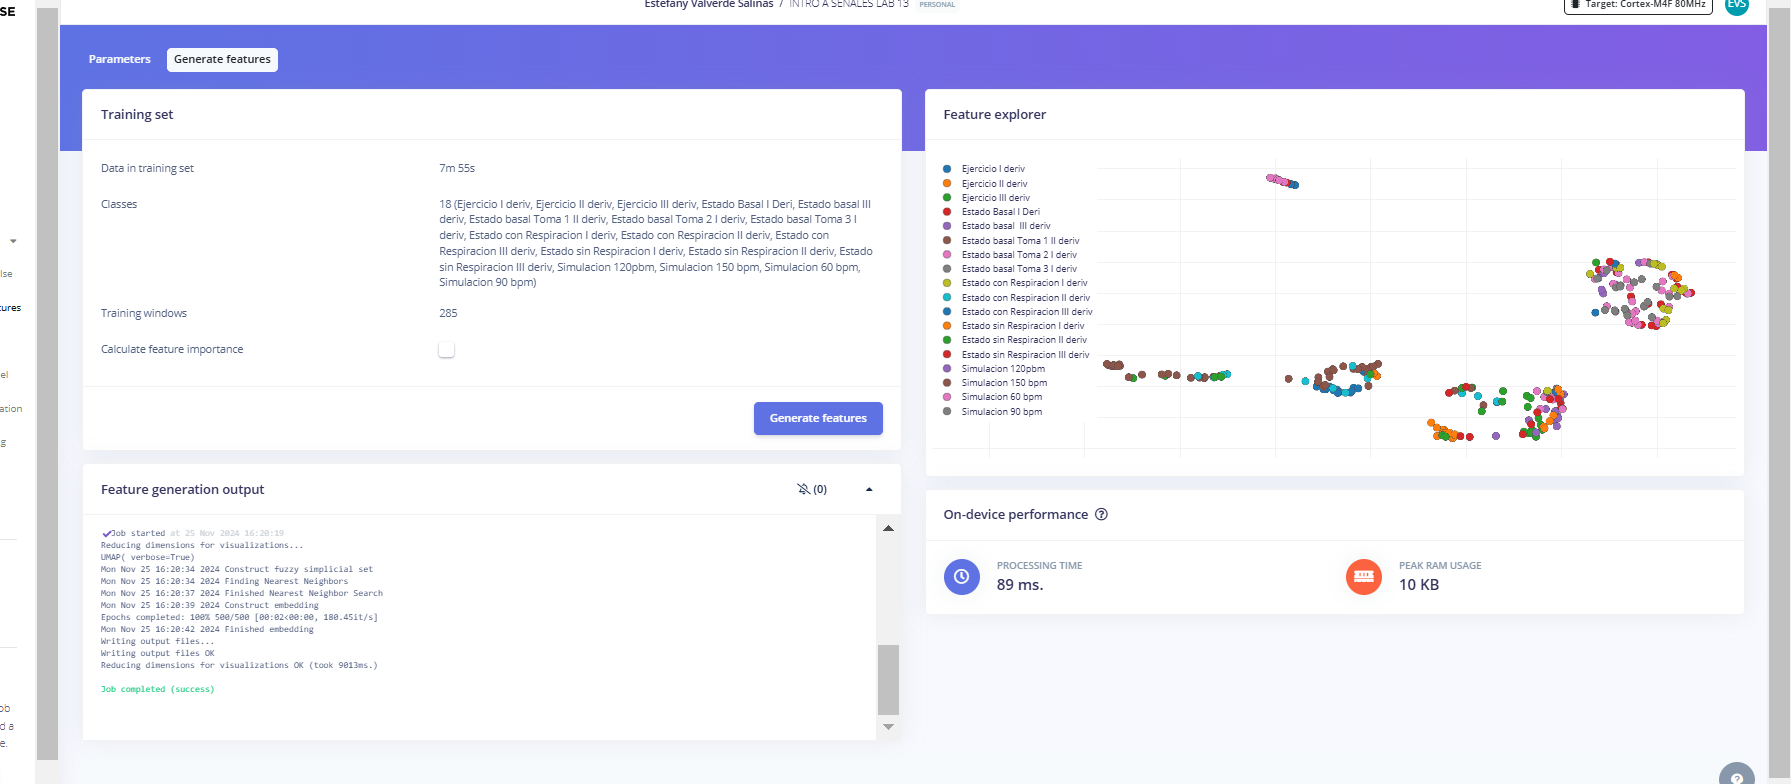 SE
Estefany Valverde Salinas / INTRO A SEÑALES LAB 13 PERSONAL
Target: Cortex-M4F 80MHz
EVS
Parameters
Generate features
Training set
Data in training set
7m 55s
Classes
18 (Ejercicio I deriv, Ejercicio II deriv, Ejercicio III deriv, Estado Basal I Deri, Estado basal III
deriv, Estado basal Toma 1 II deriv, Estado basal Toma 2 I deriv, Estado basal Toma 3 I
deriv, Estado con Respiracion I deriv, Estado con Respiracion II deriv, Estado con
Respiracion III deriv, Estado sin Respiracion I deriv, Estado sin Respiracion II deriv, Estado
sin Respiracion III deriv, Simulacion 120pbm, Simulacion 150 bpm, Simulacion 60 bpm,
Simulacion 90 bpm)
Training windows
285
Calculate feature importance
Generate features
Feature generation output
(0)
Job started at 25 Nov 2024 16:20:19
Reducing dimensions for visualizations...
UMAP( verbose=True)
Mon Nov 25 16:20:34 2024 Construct fuzzy simplicial set
Mon Nov 25 16:20:34 2024 Finding Nearest Neighbors
Mon Nov 25 16:20:37 2024 Finished Nearest Neighbor Search
Mon Nov 25 16:20:39 2024 Construct embedding
Epochs completed: 100% 500/500 [00:02<00:00, 180.45it/s]
Mon Nov 25 16:20:42 2024 Finished embedding
Writing output files...
Writing output files OK
Reducing dimensions for visualizations OK (took 9013ms.)
Job completed (success)
Feature explorer
Ejercicio I deriv
Ejercicio II deriv
Ejercicio III deriv
Estado Basal I Deri
Estado basal  III deriv
Estado basal Toma 1 II deriv
Estado basal Toma 2 I deriv
Estado basal Toma 3 I deriv
Estado con Respiracion I deriv
Estado con Respiracion II deriv
Estado con Respiracion III deriv
Estado sin Respiracion I deriv
Estado sin Respiracion II deriv
Estado sin Respiracion III deriv
Simulacion 120pbm
Simulacion 150 bpm
Simulacion 60 bpm
Simulacion 90 bpm
On-device performance
PROCESSING TIME
89 ms.
PEAK RAM USAGE
10 KB
lse
ures
el
ation
g
ob
d a
e.